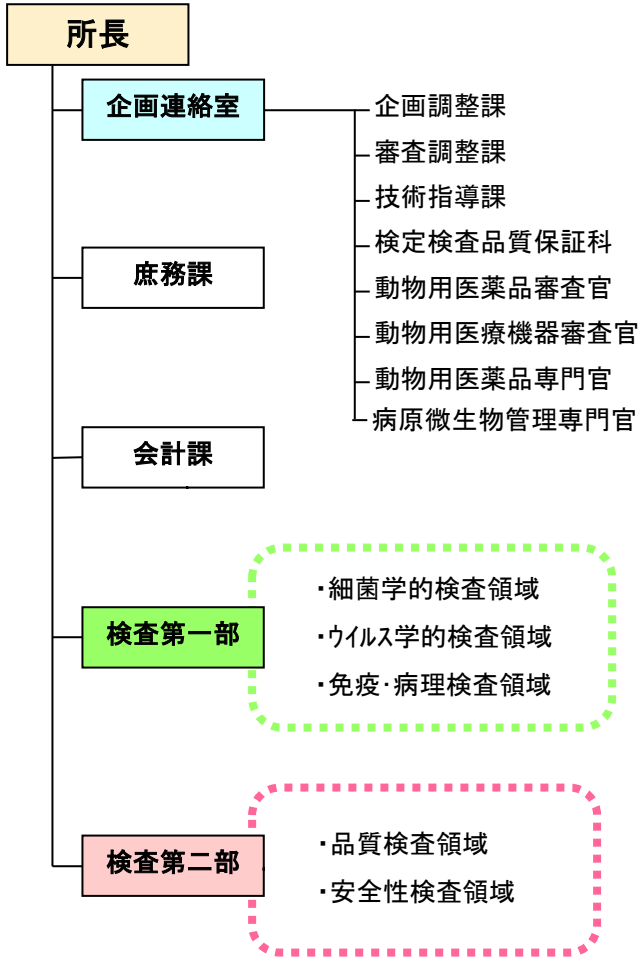 所長
企画連絡室
企画調整課
審査調整課
技術指導課
検定検査品質保証科
動物用医薬品審査官
動物用医療機器審査官
動物用医薬品専門官
病原微生物管理専門官
庶務課
会計課
検査第一部
・細菌学的検査領域
・ウイルス学的検査領域
・免疫・病理検査領域
検査第二部
・品質検査領域
・安全性検査領域